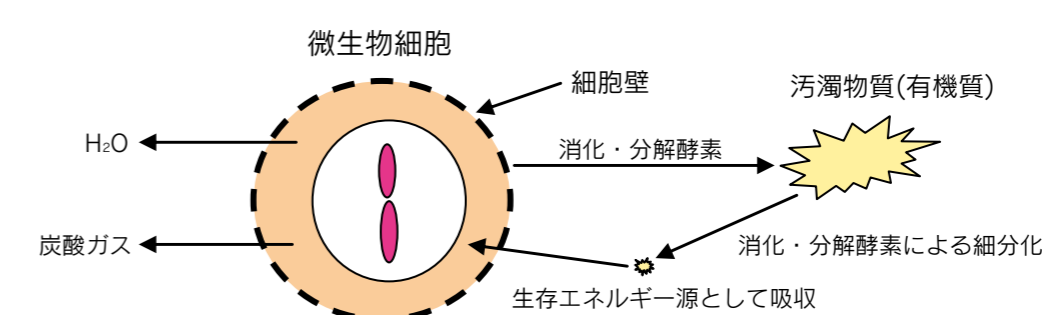 微生物細胞
細胞壁
汚濁物質(有機質)
H₂O
消化・分解酵素
炭酸ガス
消化・分解酵素による細分化
生存エネルギー源として吸収